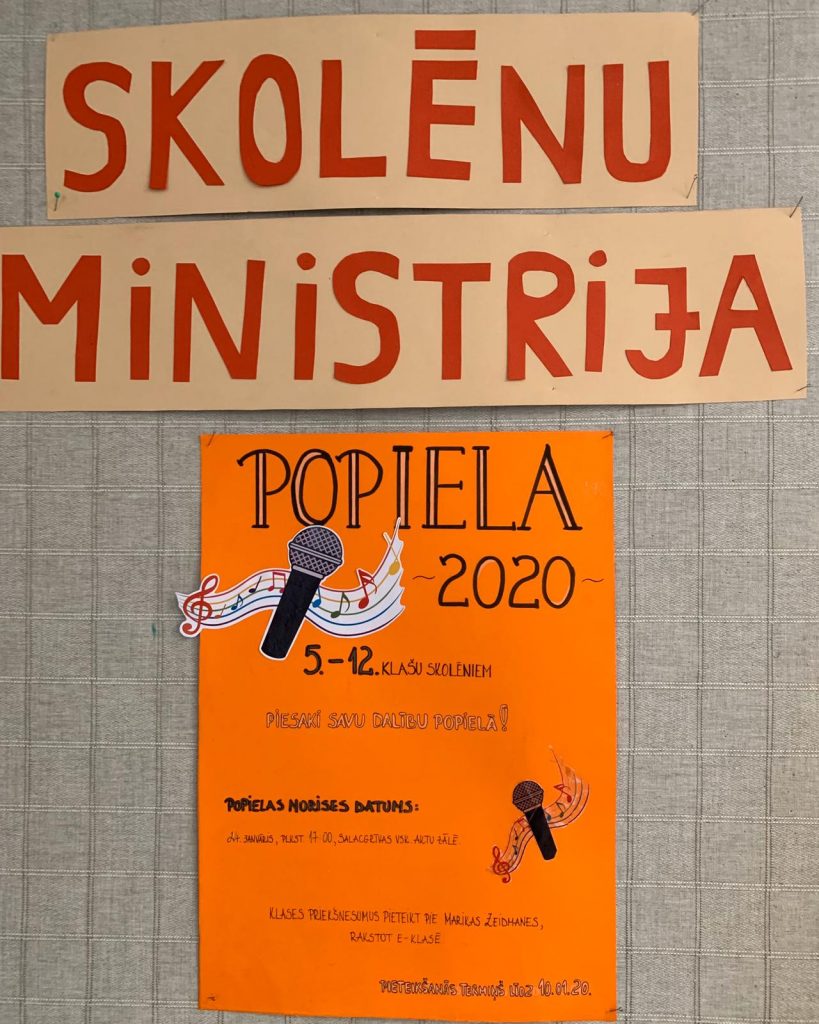 SKOLĒNU
MINISTRIJA
POPIELA
~2020~
5.-12. KLAŠU SKOLĒNIEM
PIESAKI SAVU DALĪBU POPIELĀ!
POPIELAS NORISES DATUMS:
24. JANVĀRIS, PLKST. 17 00, SALACGRĪVAS VSK AKTU ZĀLĒ.
KLASES PRIEKŠNESUMUS PIETEIKT PIE MARIKAS ZEIDMANES,
RAKSTOT E-KLASĒ.
PIETEIKŠANĀS TERMIŅŠ LĪDZ 10.01.20.